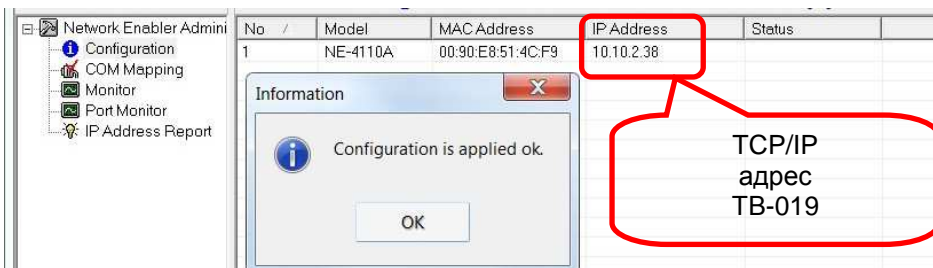 Network Enabler Admini
Configuration
COM Mapping
Monitor
Port Monitor
IP Address Report
No / Model MAC Address IP Address Status
1 NE-4110A 00:90:E8:51:4C:F9 10.10.2.38
Information
Configuration is applied ok.
OK
TCP/IP
адрес
ТВ-019